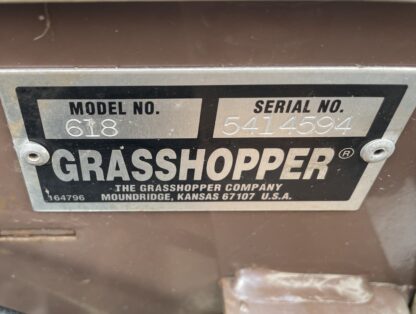 MODEL NO. SERIAL NO.
618 5414594
GRASSHOPPER®
THE GRASSHOPPER COMPANY
164796 MOUNDRIDGE, KANSAS 67107 U.S.A.